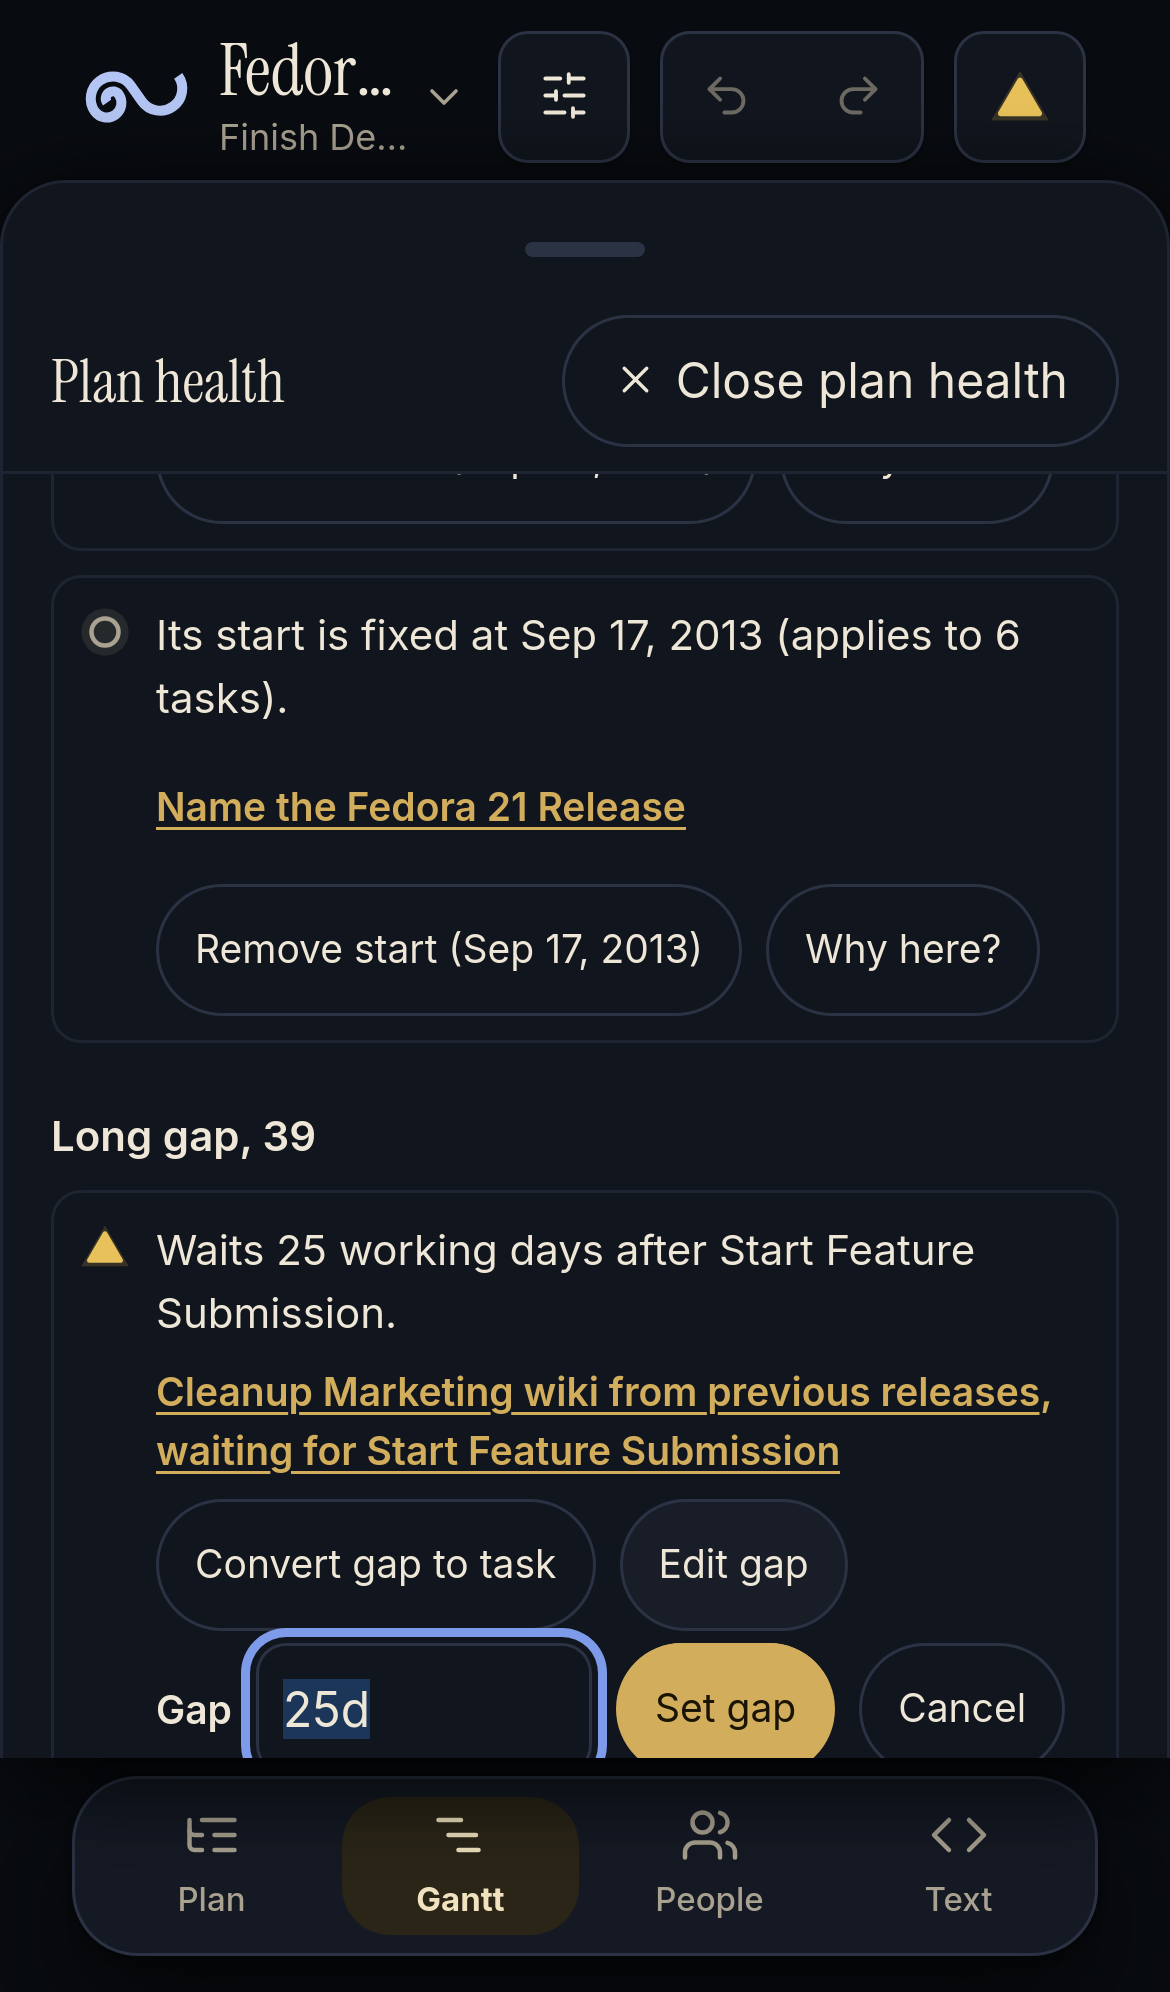 Fedor...
Finish De...
Plan health
Close plan health
Its start is fixed at Sep 17, 2013 (applies to 6
tasks).
Name the Fedora 21 Release
Remove start (Sep 17, 2013)
Why here?
Long gap, 39
Waits 25 working days after Start Feature
Submission.
Cleanup Marketing wiki from previous releases,
waiting for Start Feature Submission
Convert gap to task
Edit gap
Gap
25d
Set gap
Cancel
Plan
Gantt
People
Text